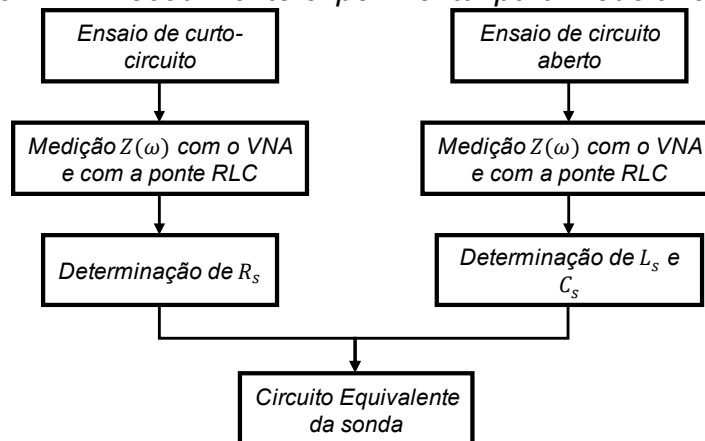 Ensaio de curto-
circuito
Ensaio de circuito
aberto
Medição Z(ω) com o VNA
e com a ponte RLC
Medição Z(ω) com o VNA
e com a ponte RLC
Determinação de Rₛ
Determinação de Lₛ e
Cₛ
Circuito Equivalente
da sonda